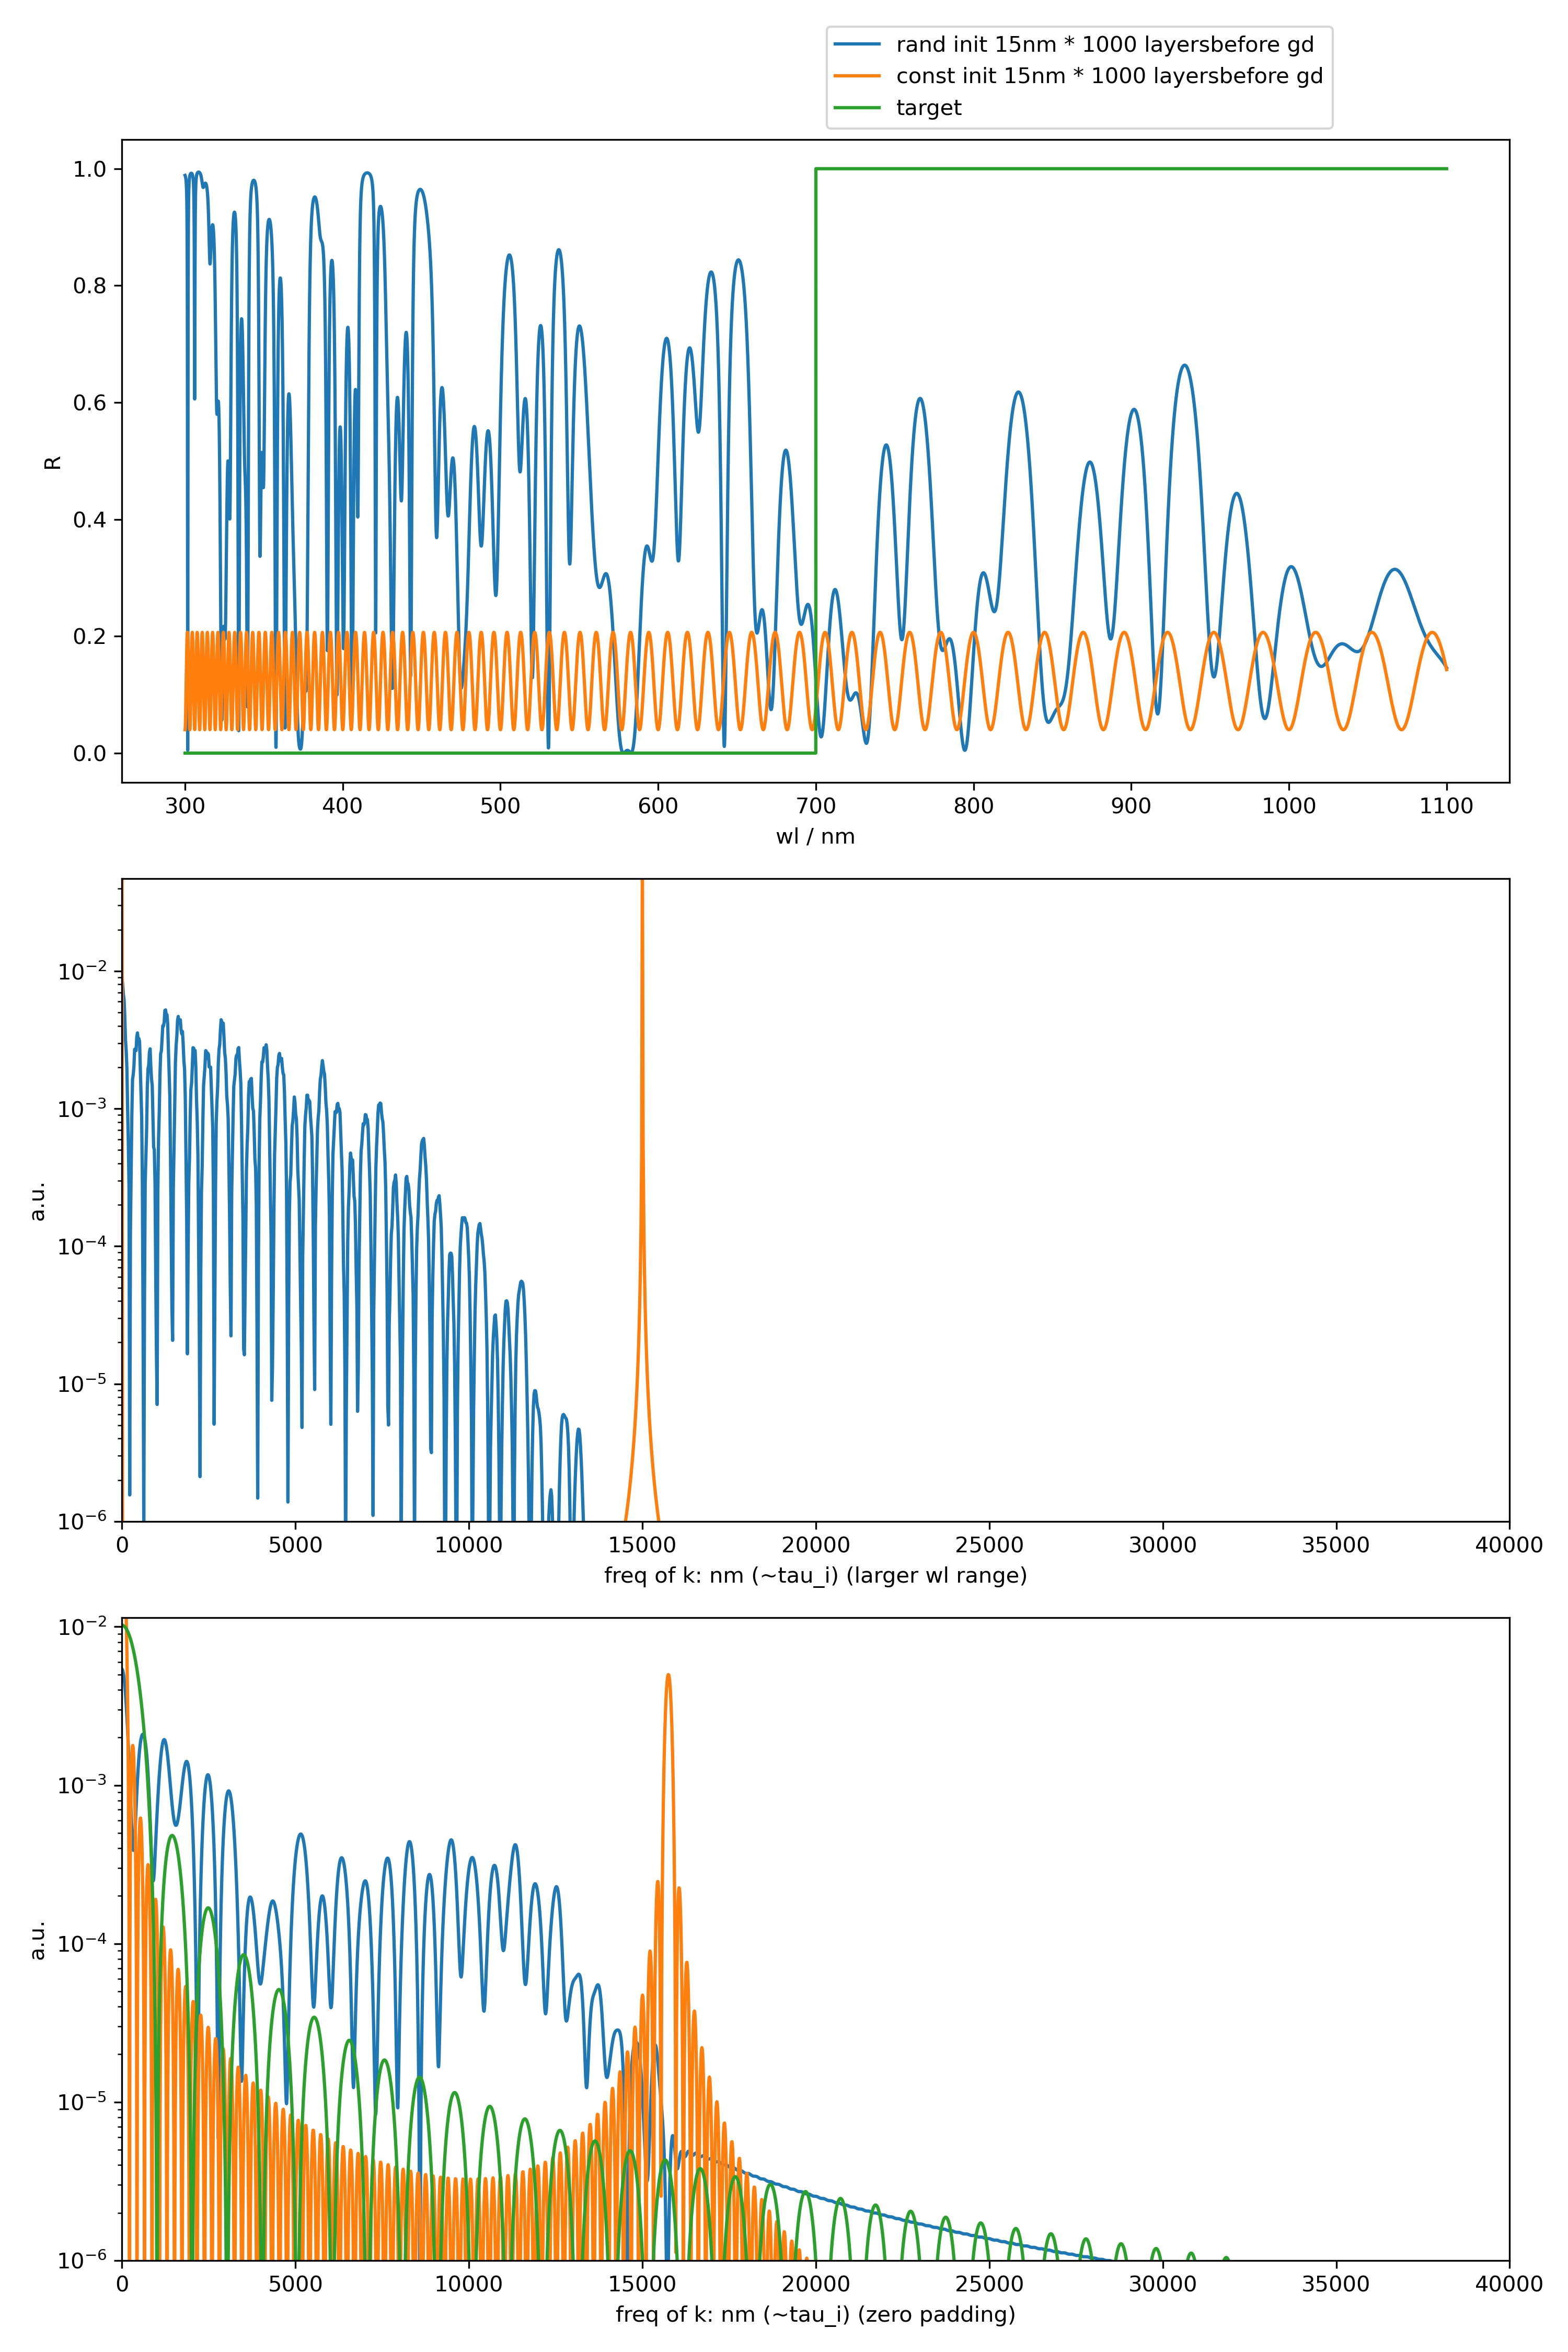 rand init 15nm * 1000 layersbefore gd
const init 15nm * 1000 layersbefore gd
target
1.0
0.8
0.6
0.4
0.2
0.0
R
300 400 500 600 700 800 900 1000 1100
wl / nm
10−2
10−3
10−4
10−5
10−6
a.u.
0 5000 10000 15000 20000 25000 30000 35000 40000
freq of k: nm (~tau_i) (larger wl range)
10−2
10−3
10−4
10−5
10−6
a.u.
0 5000 10000 15000 20000 25000 30000 35000 40000
freq of k: nm (~tau_i) (zero padding)